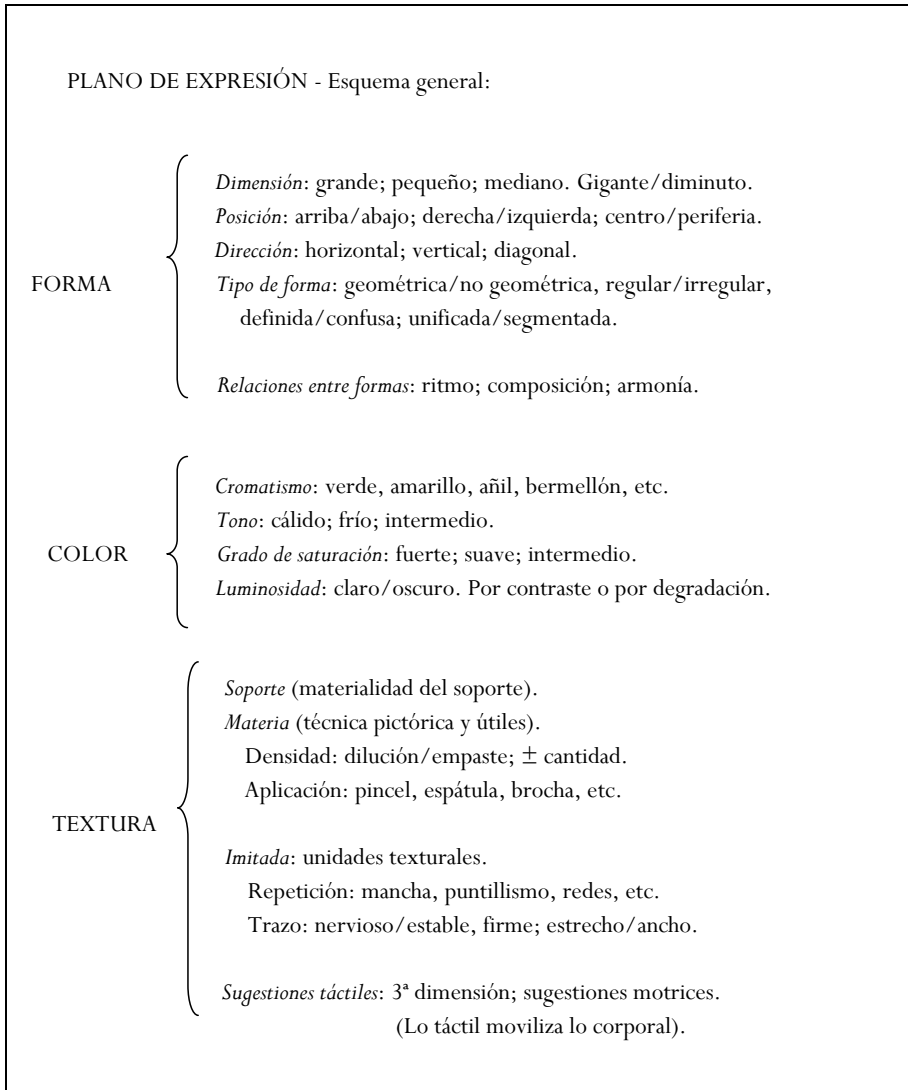 PLANO DE EXPRESIÓN - Esquema general:
FORMA
Dimensión: grande; pequeño; mediano. Gigante/diminuto.
Posición: arriba/abajo; derecha/izquierda; centro/periferia.
Dirección: horizontal; vertical; diagonal.
Tipo de forma: geométrica/no geométrica, regular/irregular,
definida/confusa; unificada/segmentada.
Relaciones entre formas: ritmo; composición; armonía.
COLOR
Cromatismo: verde, amarillo, añil, bermellón, etc.
Tono: cálido; frío; intermedio.
Grado de saturación: fuerte; suave; intermedio.
Luminosidad: claro/oscuro. Por contraste o por degradación.
TEXTURA
Soporte (materialidad del soporte).
Materia (técnica pictórica y útiles).
Densidad: dilución/empaste; ± cantidad.
Aplicación: pincel, espátula, brocha, etc.
Imitada: unidades texturales.
Repetición: mancha, puntillismo, redes, etc.
Trazo: nervioso/estable, firme; estrecho/ancho.
Sugestiones táctiles: 3ª dimensión; sugestiones motrices.
(Lo táctil moviliza lo corporal).